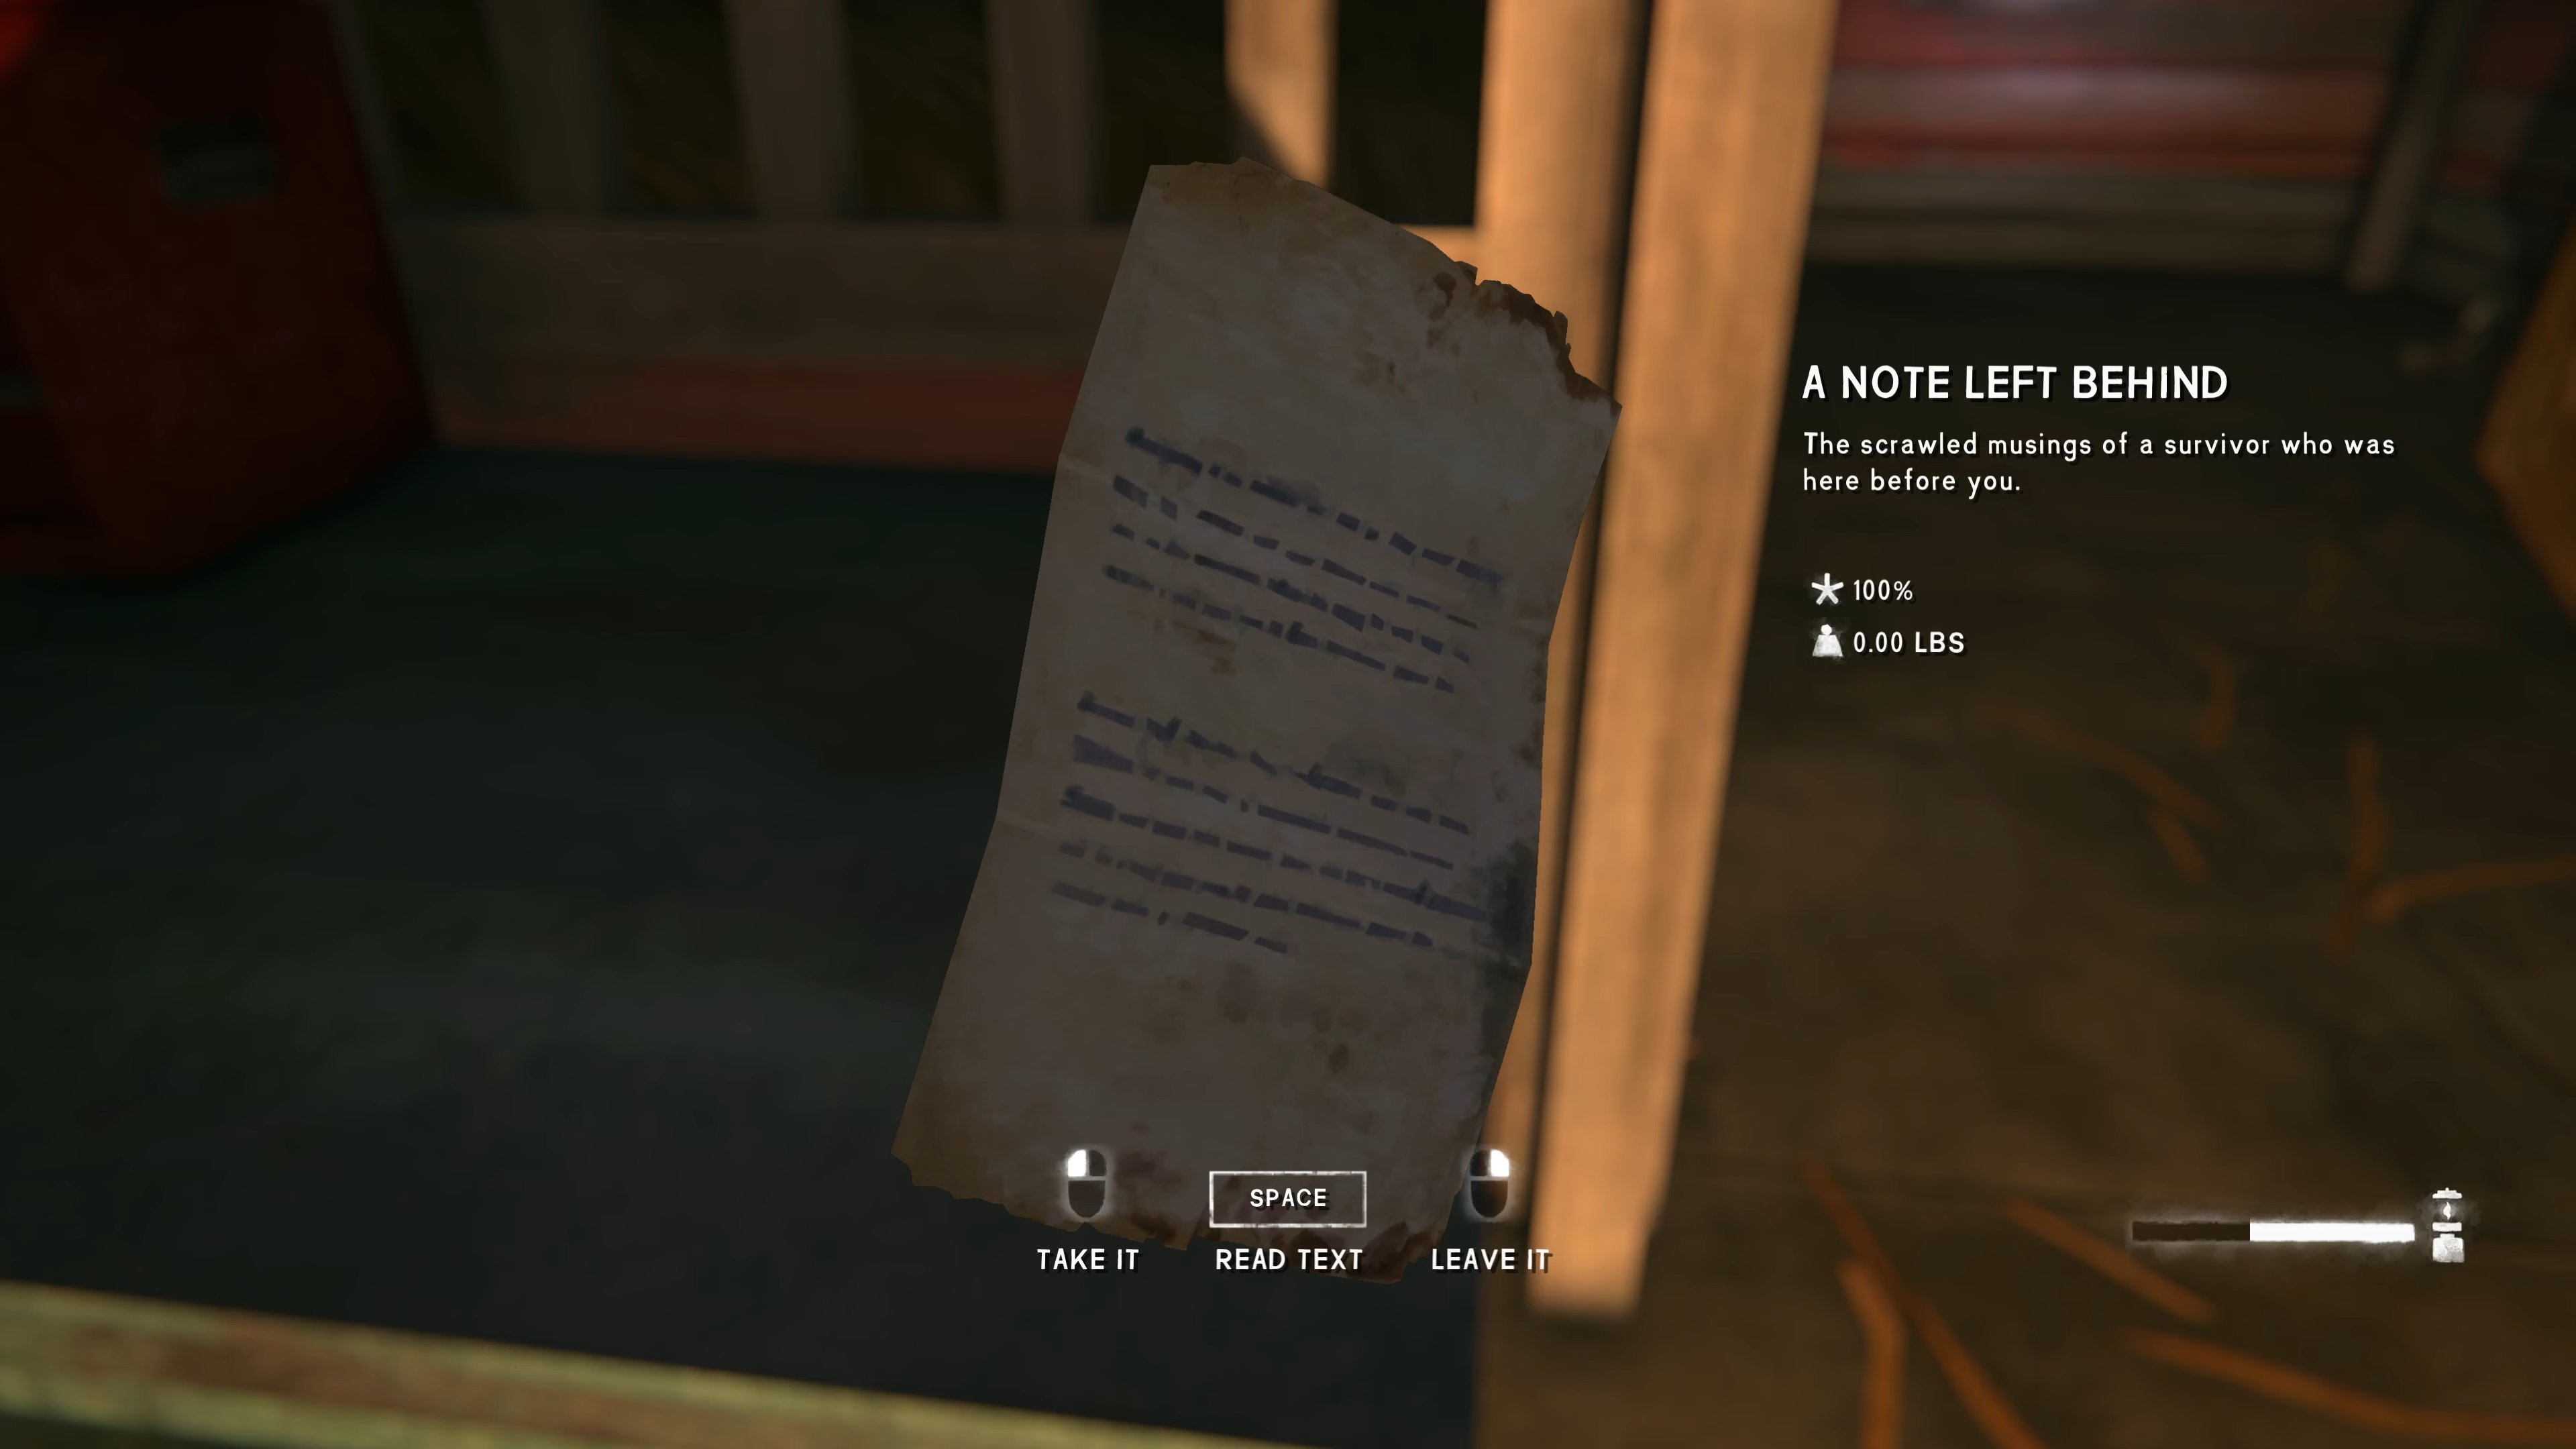 A NOTE LEFT BEHIND
The scrawled musings of a survivor who was
here before you.
100%
0.00 LBS
SPACE
TAKE IT
READ TEXT
LEAVE IT